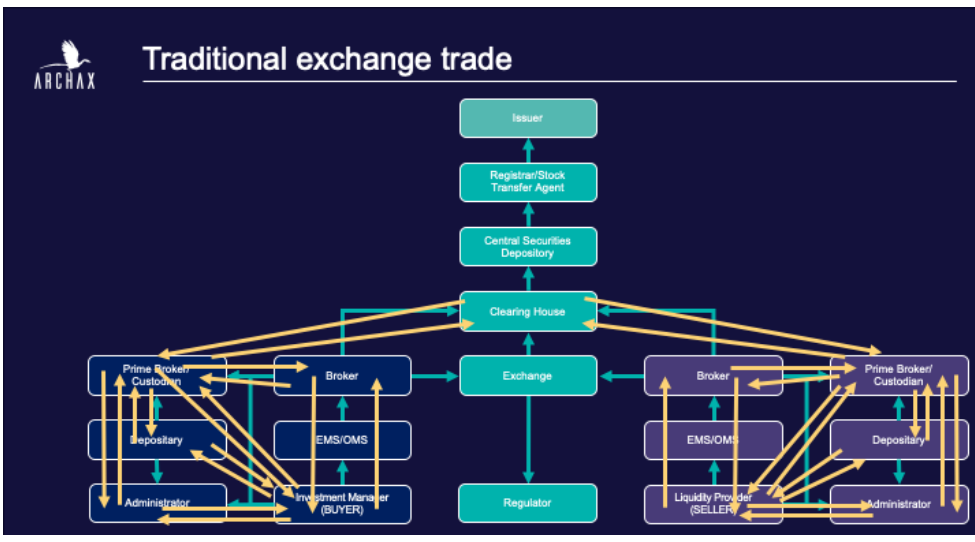 ARCHAX
Traditional exchange trade
Issuer
Registrar/Stock
Transfer Agent
Central Securities
Depository
Clearing House
Prime Broker/
Custodian
Broker
Exchange
Broker
Prime Broker/
Custodian
Depositary
EMS/OMS
EMS/OMS
Depositary
Administrator
Investment Manager
(BUYER)
Regulator
Liquidity Provider
(SELLER)
Administrator